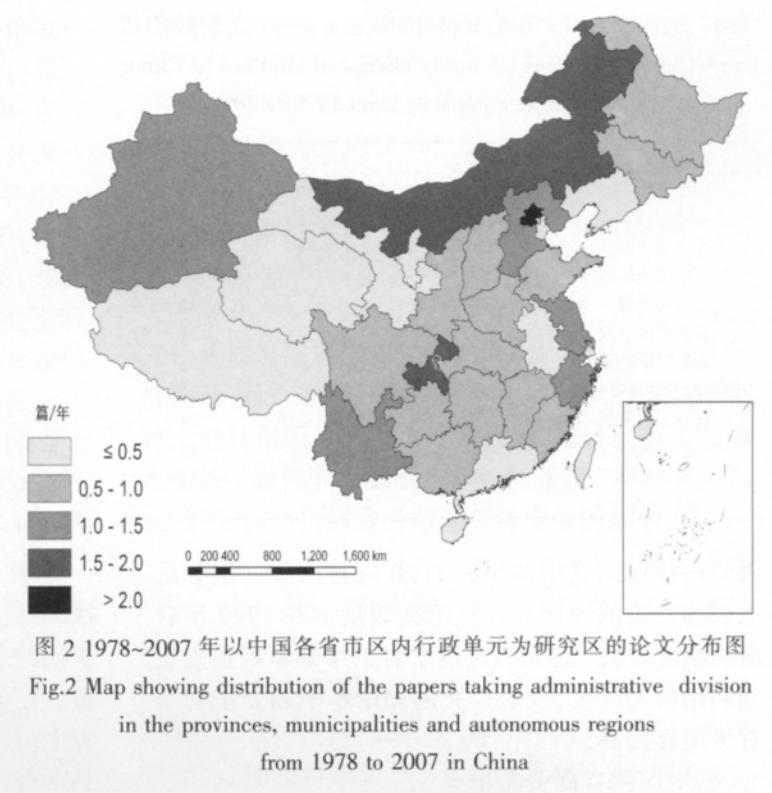 篇/年
≤ 0.5
0.5 - 1.0
1.0 - 1.5
1.5 - 2.0
> 2.0
0 200 400 800 1,200 1,600 km
图 2 1978~2007 年以中国各省市区内行政单元为研究区的论文分布图
Fig.2 Map showing distribution of the papers taking administrative division
in the provinces, municipalities and autonomous regions
from 1978 to 2007 in China